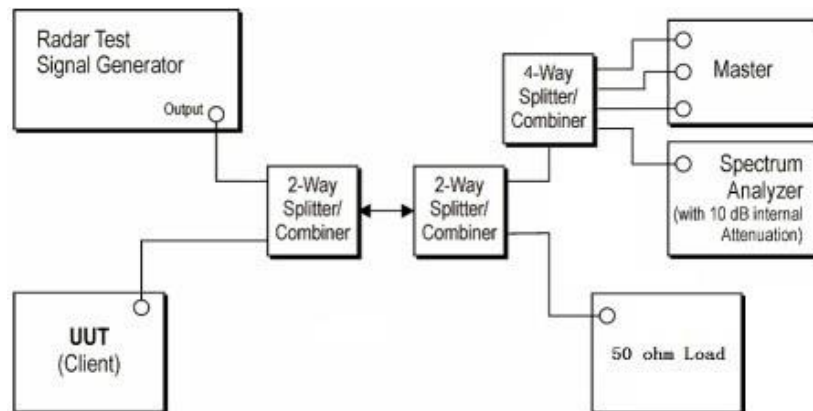 Radar Test
Signal Generator
Output
4-Way
Splitter/
Combiner
Master
2-Way
Splitter/
Combiner
2-Way
Splitter/
Combiner
Spectrum
Analyzer
(with 10 dB internal
Attenuation)
UUT
(Client)
50 ohm Load